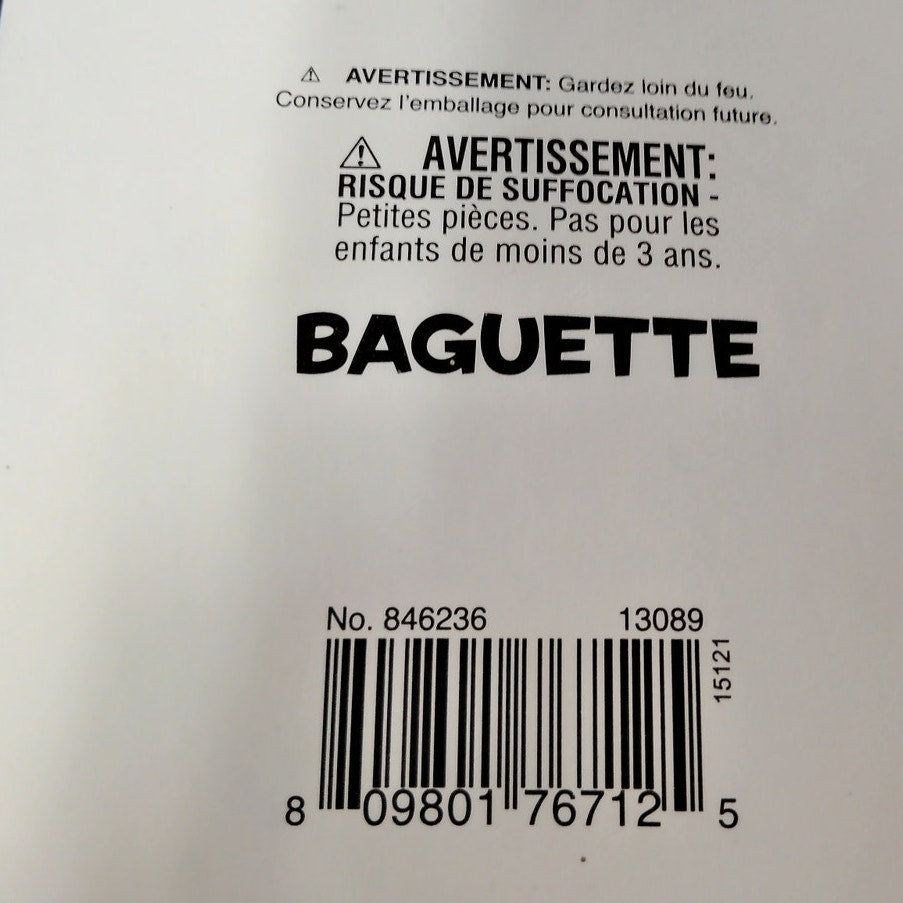 ⚠ AVERTISSEMENT: Gardez loin du feu.
Conservez l'emballage pour consultation future.
⚠ AVERTISSEMENT:
RISQUE DE SUFFOCATION -
Petites pièces. Pas pour les
enfants de moins de 3 ans.
BAGUETTE
No. 846236 13089
15121
8 09801 76712 5